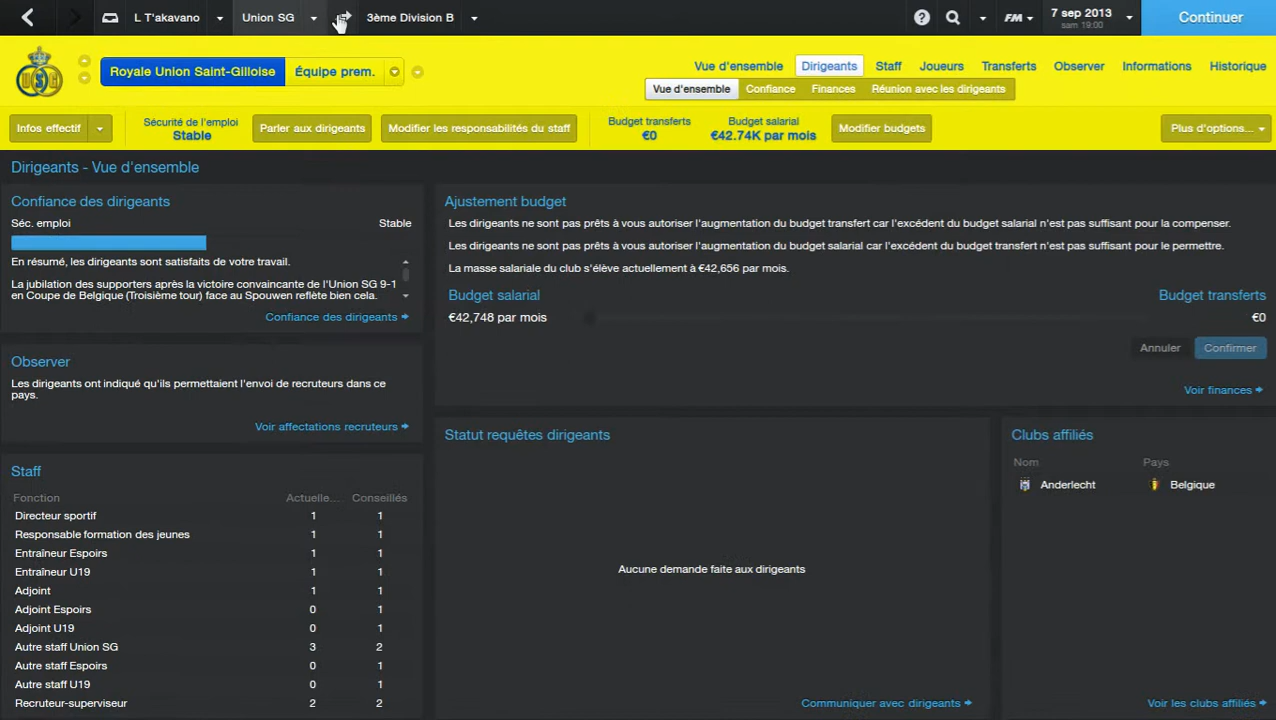 L T'akavano
Union SG
3ème Division B
?
FM
7 sep 2013
sam 19:00
Continuer
Royale Union Saint-Gilloise
Équipe prem.
Vue d'ensemble
Dirigeants
Staff
Joueurs
Transferts
Observer
Informations
Historique
Vue d'ensemble
Confiance
Finances
Réunion avec les dirigeants
Infos effectif
Sécurité de l'emploi
Stable
Parler aux dirigeants
Modifier les responsabilités du staff
Budget transferts
€0
Budget salarial
€42.74K par mois
Modifier budgets
Plus d'options...
Dirigeants - Vue d'ensemble
Confiance des dirigeants
Séc. emploi
Stable
En résumé, les dirigeants sont satisfaits de votre travail.
La jubilation des supporters après la victoire convaincante de l'Union SG 9-1
en Coupe de Belgique (Troisième tour) face au Spouwen reflète bien cela.
Confiance des dirigeants
Ajustement budget
Les dirigeants ne sont pas prêts à vous autoriser l'augmentation du budget transfert car l'excédent du budget salarial n'est pas suffisant pour la compenser.
Les dirigeants ne sont pas prêts à vous autoriser l'augmentation du budget salarial car l'excédent du budget transfert n'est pas suffisant pour le permettre.
La masse salariale du club s'élève actuellement à €42,656 par mois.
Budget salarial
Budget transferts
€42,748 par mois
€0
Annuler
Confirmer
Voir finances
Observer
Les dirigeants ont indiqué qu'ils permettaient l'envoi de recruteurs dans ce
pays.
Voir affectations recruteurs
Staff
Fonction Actuelle... Conseillés
Directeur sportif 1 1
Responsable formation des jeunes 1 1
Entraîneur Espoirs 1 1
Entraîneur U19 1 1
Adjoint 1 1
Adjoint Espoirs 0 1
Adjoint U19 0 1
Autre staff Union SG 3 2
Autre staff Espoirs 0 1
Autre staff U19 0 1
Recruteur-superviseur 2 2
Statut requêtes dirigeants
Aucune demande faite aux dirigeants
Communiquer avec dirigeants
Clubs affiliés
Nom Pays
Anderlecht Belgique
Voir les clubs affiliés